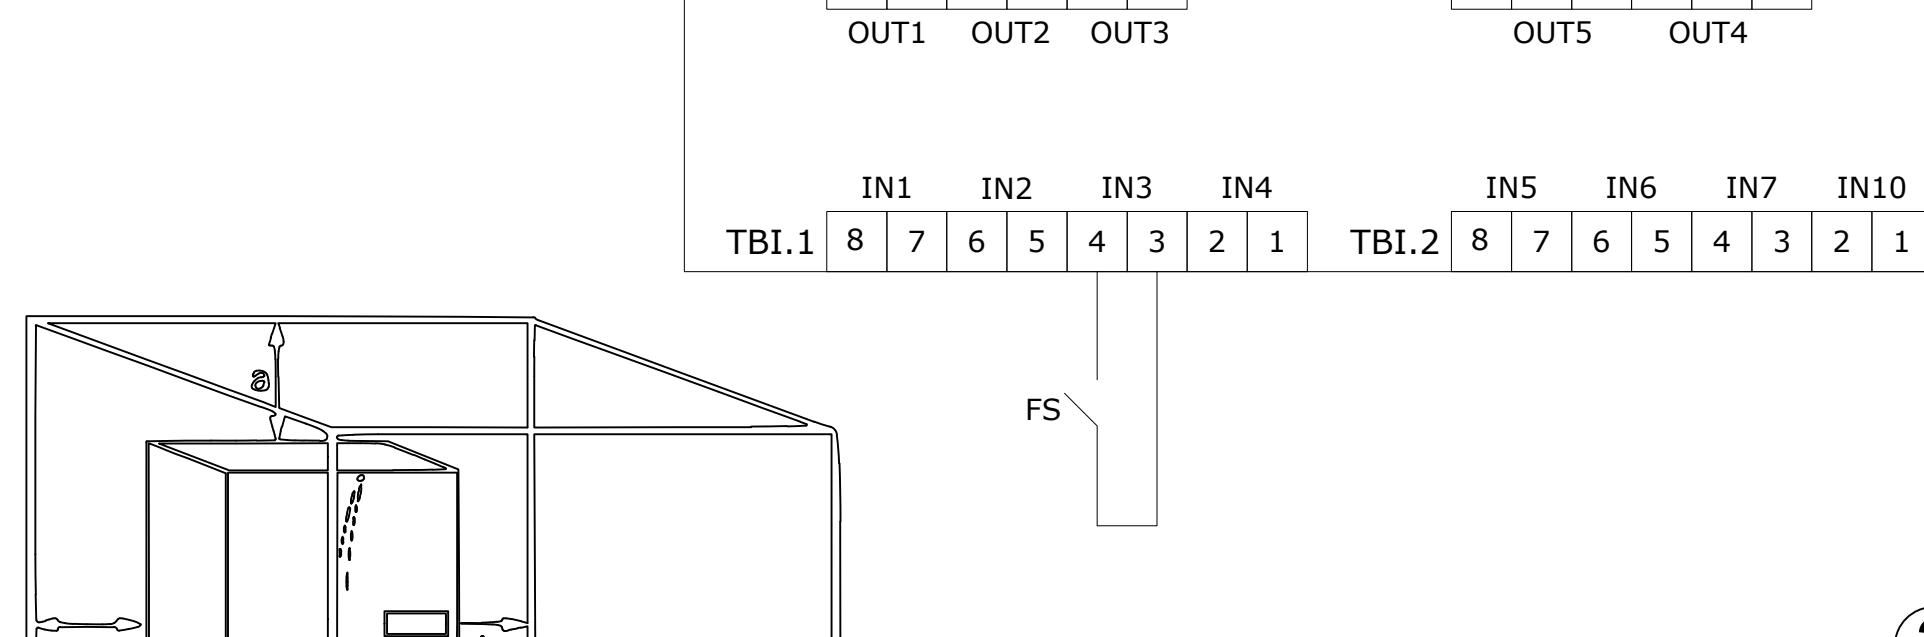 OUT1 OUT2 OUT3 OUT5 OUT4
IN1 IN2 IN3 IN4 IN5 IN6 IN7 IN10
TBI.1 8 7 6 5 4 3 2 1 TBI.2 8 7 6 5 4 3 2 1
a
FS